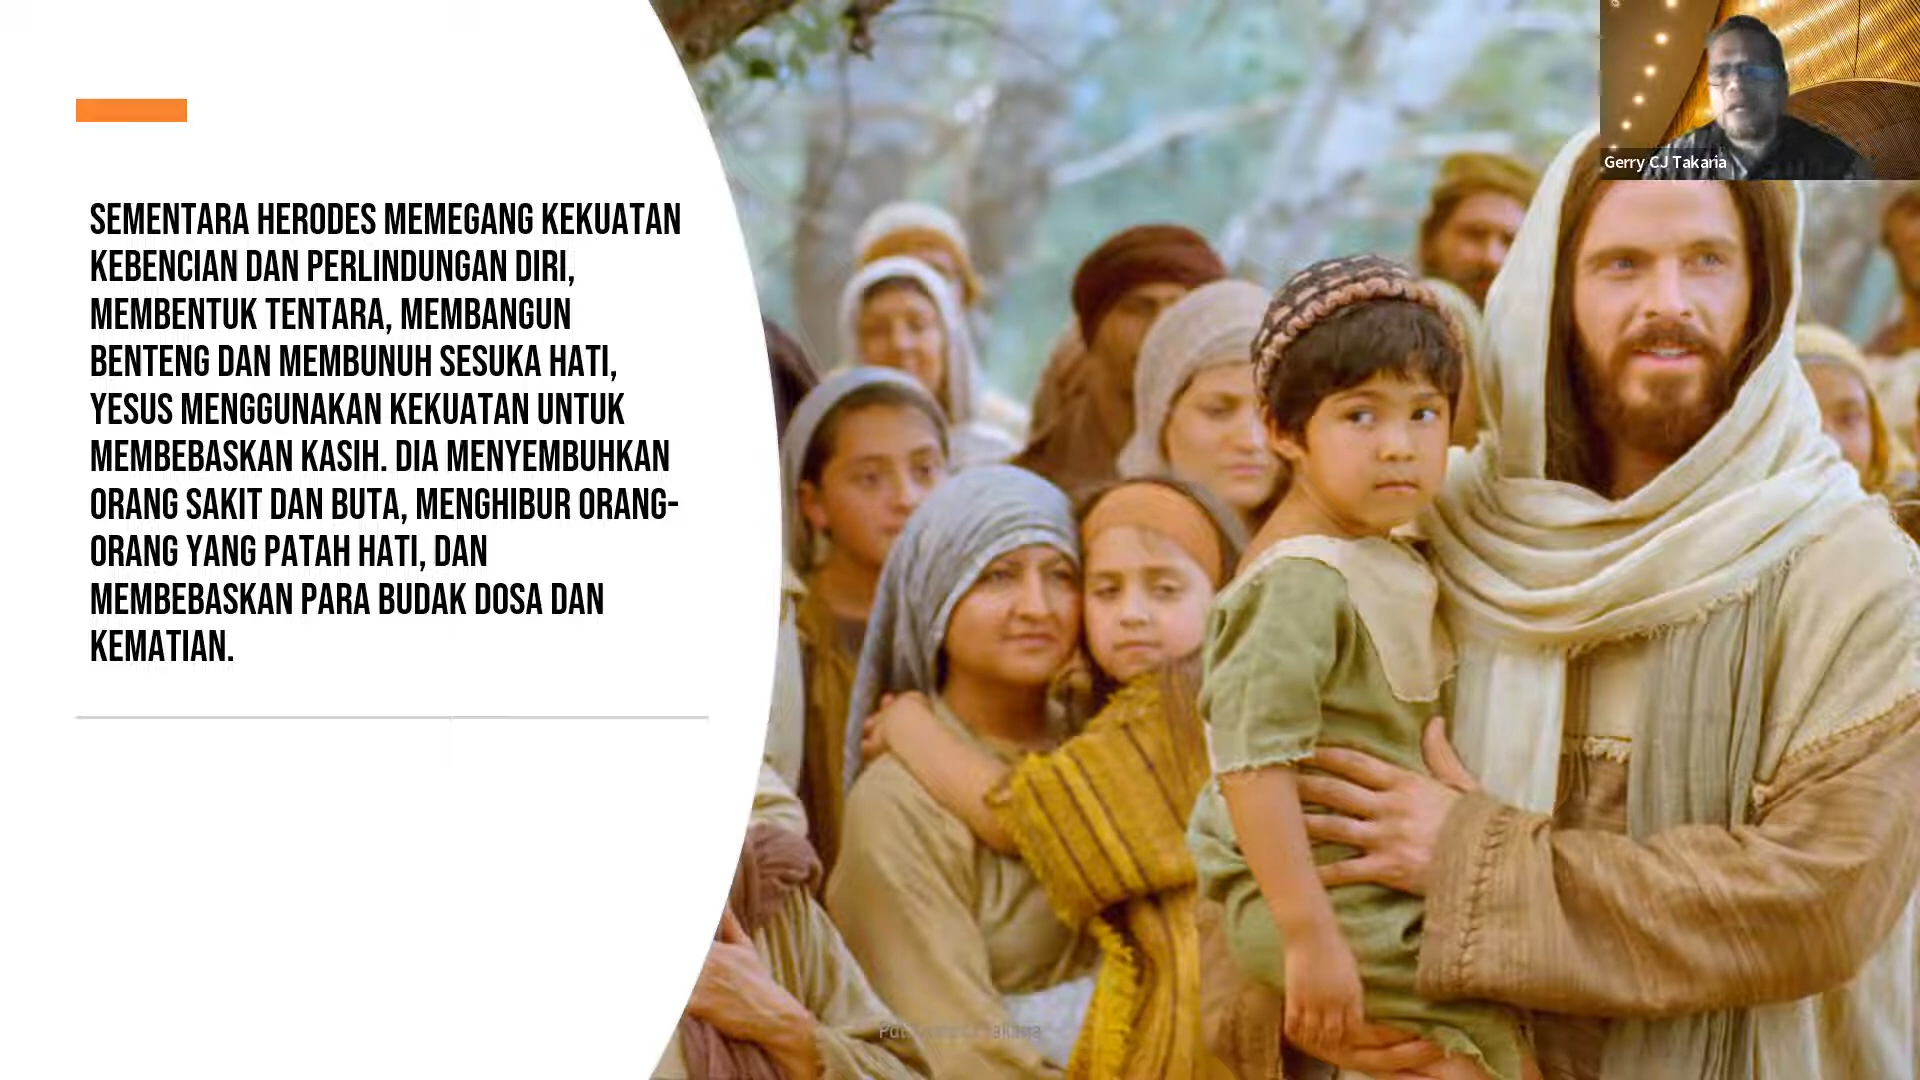 SEMENTARA HERODES MEMEGANG KEKUATAN
KEBENCIAN DAN PERLINDUNGAN DIRI,
MEMBENTUK TENTARA, MEMBANGUN
BENTENG DAN MEMBUNUH SESUKA HATI,
YESUS MENGGUNAKAN KEKUATAN UNTUK
MEMBEBASKAN KASIH. DIA MENYEMBUHKAN
ORANG SAKIT DAN BUTA, MENGHIBUR ORANG-
ORANG YANG PATAH HATI, DAN
MEMBEBASKAN PARA BUDAK DOSA DAN
KEMATIAN.
Gerry CJ Takaria